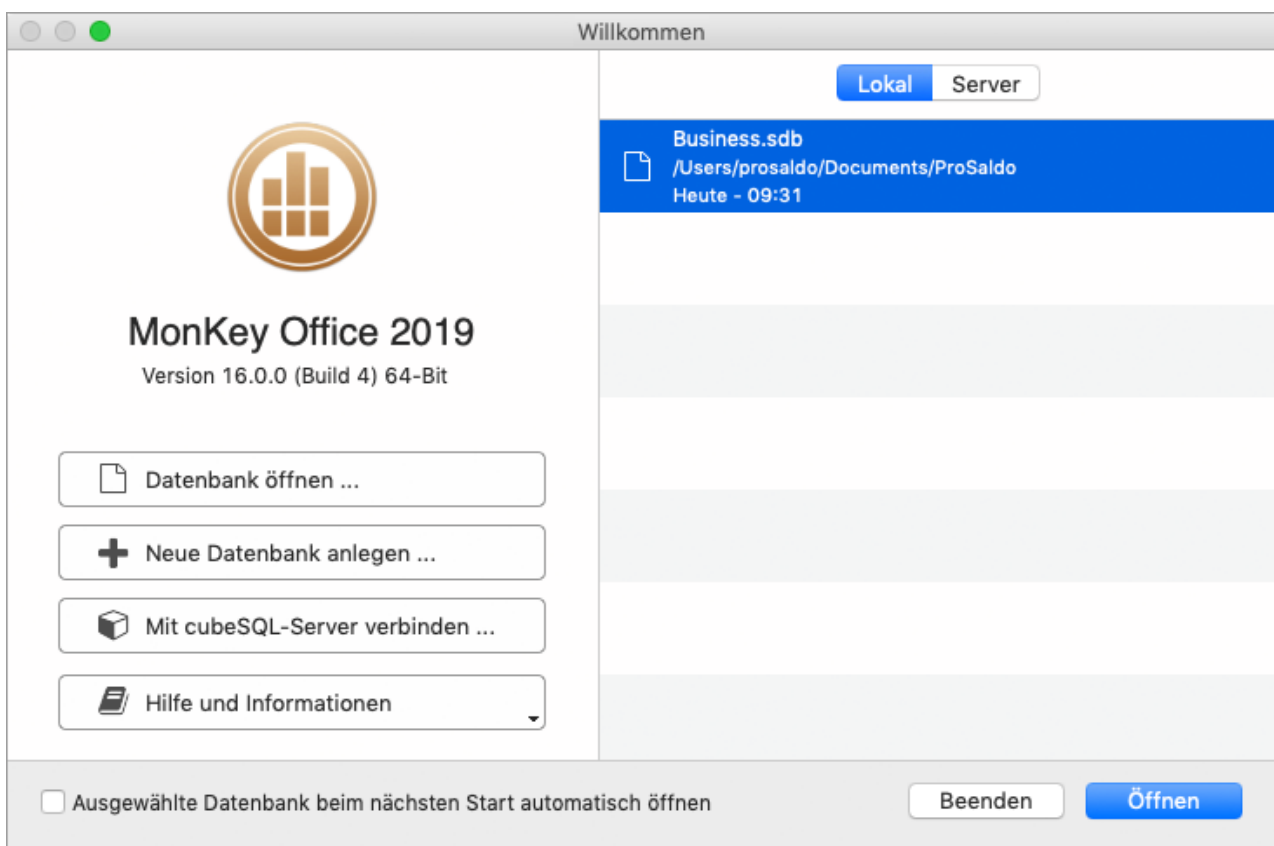 Willkommen
MonKey Office 2019
Version 16.0.0 (Build 4) 64-Bit
Datenbank öffnen ...
Neue Datenbank anlegen ...
Mit cubeSQL-Server verbinden ...
Hilfe und Informationen
Lokal
Server
Business.sdb
/Users/prosaldo/Documents/ProSaldo
Heute - 09:31
Ausgewählte Datenbank beim nächsten Start automatisch öffnen
Beenden
Öffnen